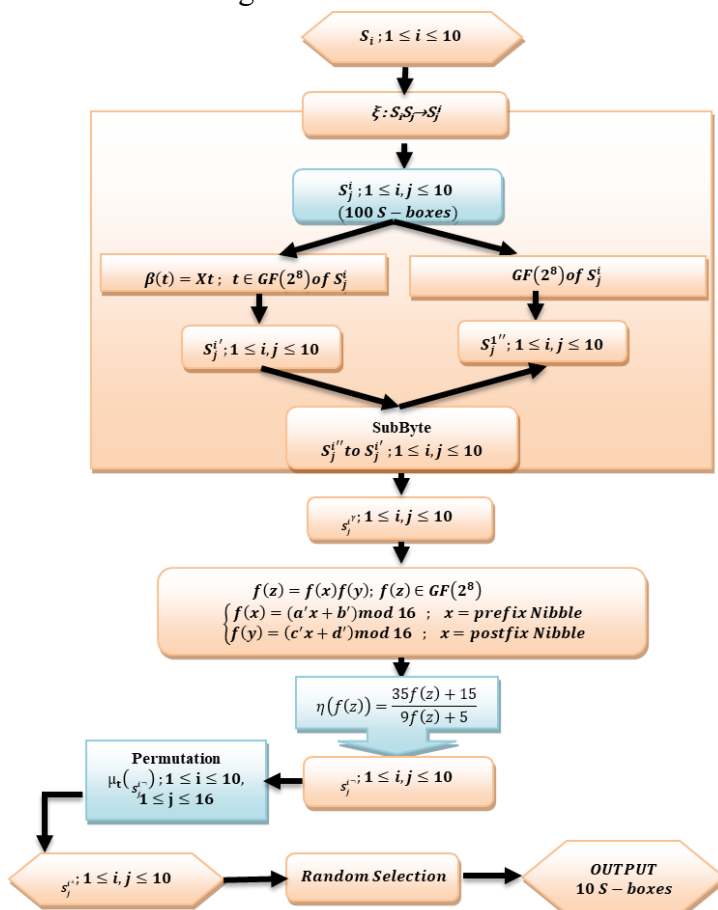 S_i ; 1 ≤ i ≤ 10
ξ : S_i S_j → S_j^i
S_j^i ; 1 ≤ i, j ≤ 10
(100 S − boxes)
β(t) = Xt ; t ∈ GF(2^8) of S_j^i
GF(2^8) of S_j^i
S_j^{i'} ; 1 ≤ i, j ≤ 10
S_j^{1''} ; 1 ≤ i, j ≤ 10
SubByte
S_j^{i''} to S_j^{i'} ; 1 ≤ i, j ≤ 10
s_j^{iγ} ; 1 ≤ i, j ≤ 10
f(z) = f(x)f(y); f(z) ∈ GF(2^8)
{ f(x) = (a'x + b') mod 16 ; x = prefix Nibble
f(y) = (c'x + d') mod 16 ; x = postfix Nibble
η(f(z)) = (35f(z) + 15)/(9f(z) + 5)
s_j^{i¬} ; 1 ≤ i, j ≤ 10
Permutation
μ_t(s_j^{i¬}) ; 1 ≤ i ≤ 10,
1 ≤ j ≤ 16
; 1 ≤ i, j ≤ 10
Random Selection
OUTPUT
10 S − boxes